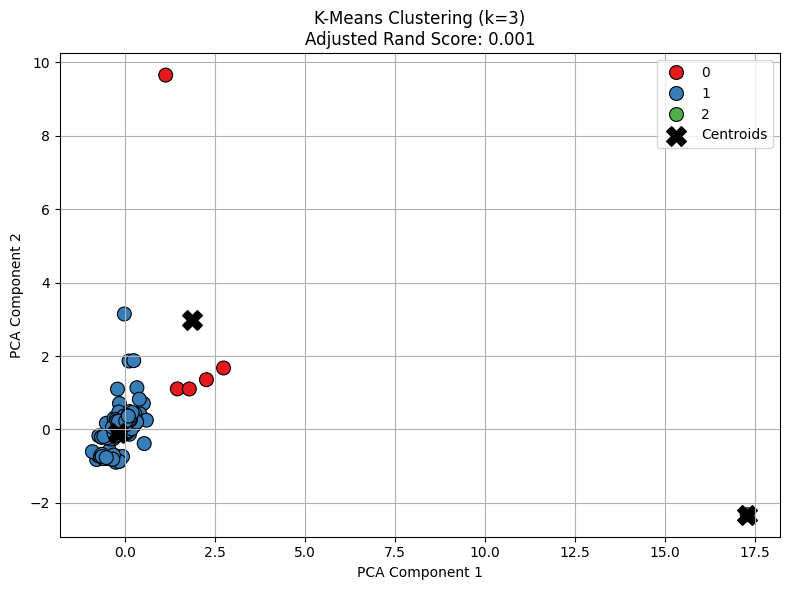 K-Means Clustering (k=3)
Adjusted Rand Score: 0.001
10
8
6
4
2
0
−2
PCA Component 2
0.0 2.5 5.0 7.5 10.0 12.5 15.0 17.5
PCA Component 1
0
1
2
Centroids